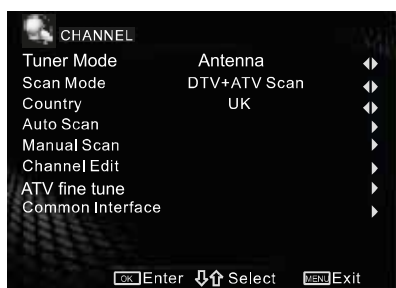 CHANNEL
Tuner Mode Antenna
Scan Mode DTV+ATV Scan
Country UK
Auto Scan
Manual Scan
Channel Edit
ATV fine tune
Common Interface
OK Enter Select MENU Exit